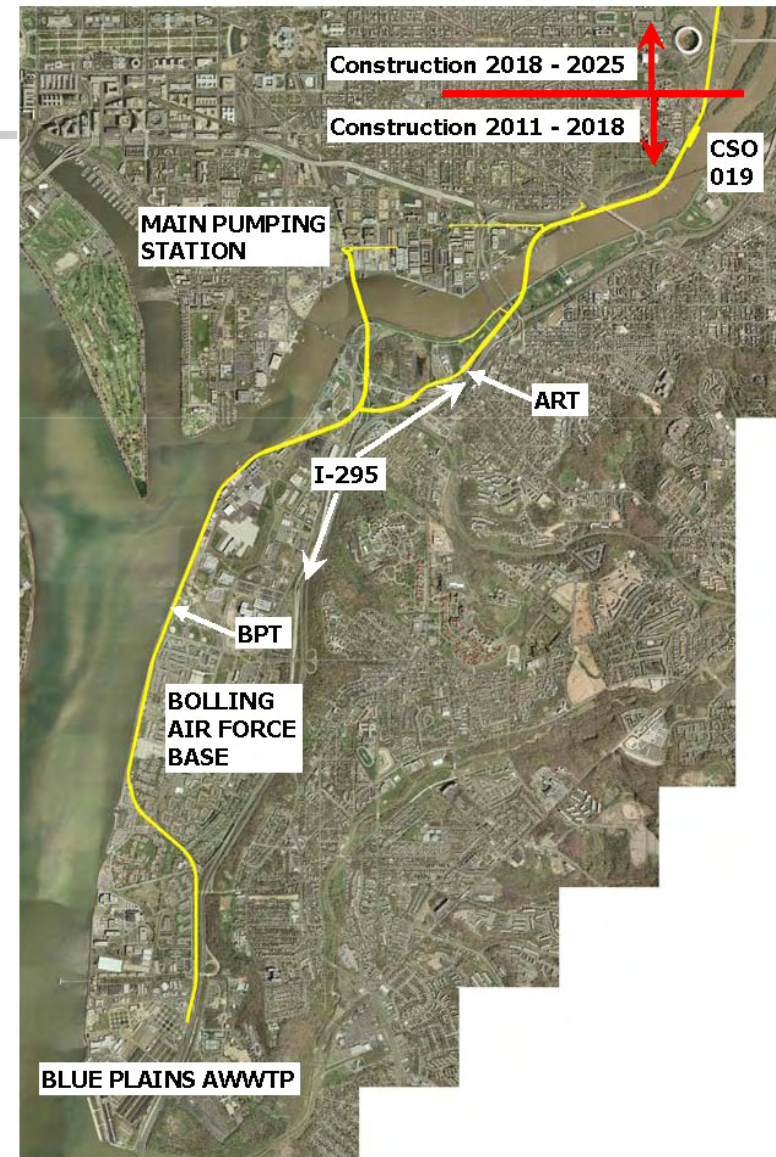 Construction 2018 - 2025
Construction 2011 - 2018
CSO
019
MAIN PUMPING
STATION
ART
I-295
BPT
BOLLING
AIR FORCE
BASE
BLUE PLAINS AWWTP